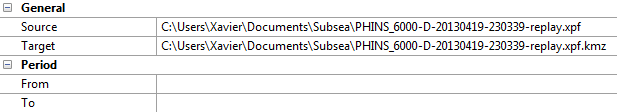 General
Source C:\Users\Xavier\Documents\Subsea\PHINS_6000-D-20130419-230339-replay.xpf
Target C:\Users\Xavier\Documents\Subsea\PHINS_6000-D-20130419-230339-replay.xpf.kmz
Period
From
To